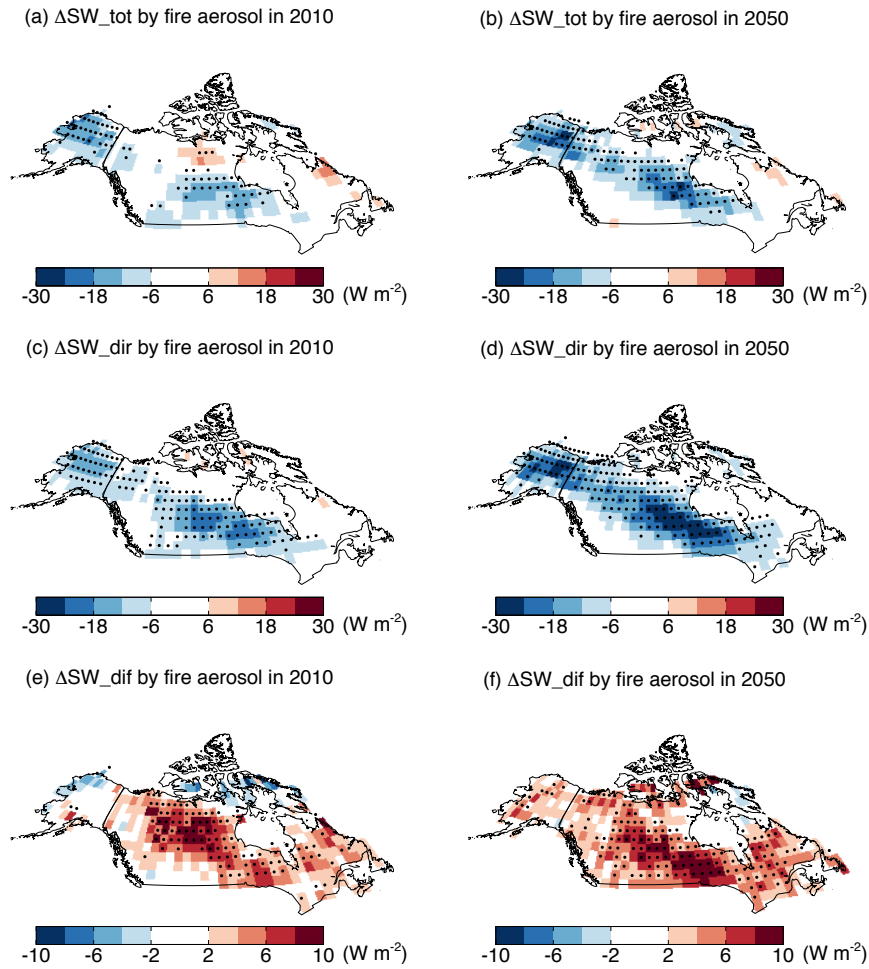 (a) ΔSW_tot by fire aerosol in 2010
(b) ΔSW_tot by fire aerosol in 2050
-30 -18 -6 6 18 30 (W m⁻²)
-30 -18 -6 6 18 30 (W m⁻²)
(c) ΔSW_dir by fire aerosol in 2010
(d) ΔSW_dir by fire aerosol in 2050
-30 -18 -6 6 18 30 (W m⁻²)
-30 -18 -6 6 18 30 (W m⁻²)
(e) ΔSW_dif by fire aerosol in 2010
(f) ΔSW_dif by fire aerosol in 2050
-10 -6 -2 2 6 10 (W m⁻²)
-10 -6 -2 2 6 10 (W m⁻²)